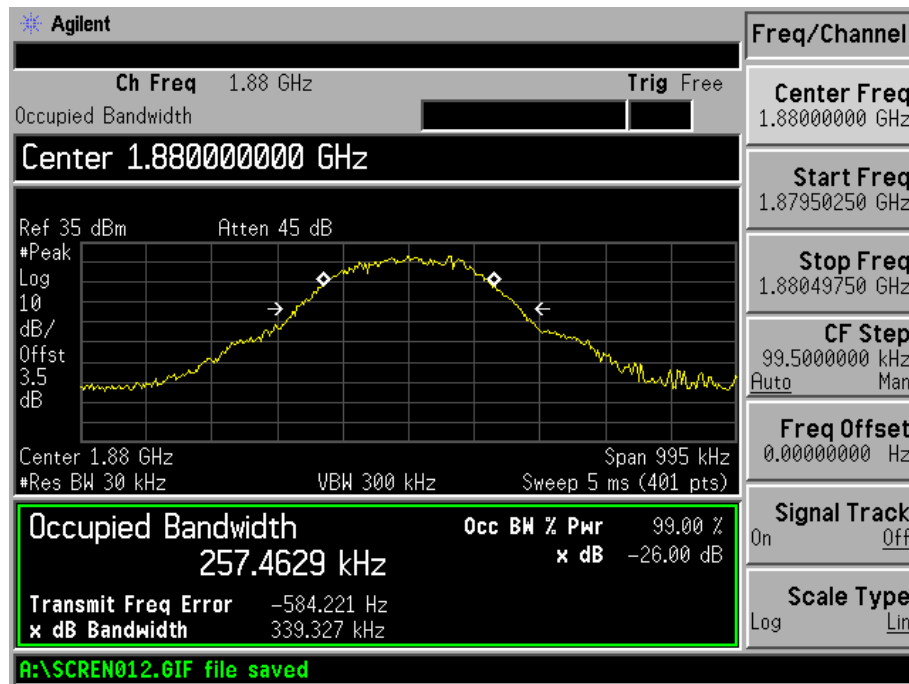 Agilent
Freq/Channel
Ch Freq 1.88 GHz Trig Free
Occupied Bandwidth
Center 1.880000000 GHz
Ref 35 dBm Atten 45 dB
#Peak
Log
10
dB/
Offst
3.5
dB
Center 1.88 GHz Span 995 kHz
#Res BW 30 kHz VBW 300 kHz Sweep 5 ms (401 pts)
Occupied Bandwidth
257.4629 kHz
Occ BW % Pwr 99.00 %
x dB -26.00 dB
Transmit Freq Error -584.221 Hz
x dB Bandwidth 339.327 kHz
A:\SCREN012.GIF file saved
Center Freq
1.88000000 GHz
Start Freq
1.87950250 GHz
Stop Freq
1.88049750 GHz
CF Step
99.5000000 kHz
Auto Man
Freq Offset
0.00000000 Hz
Signal Track
On Off
Scale Type
Log Lin